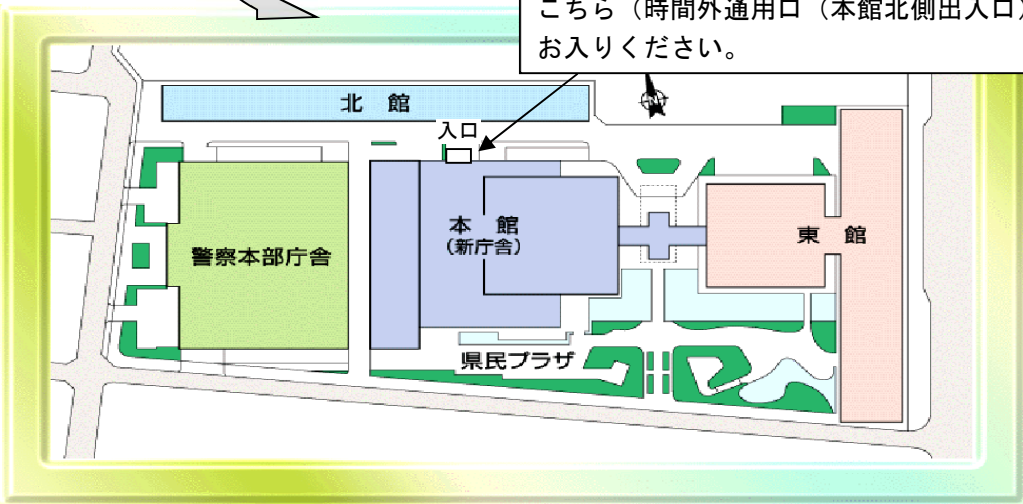 こちら（時間外通用口（本館北側出入口）
お入りください。
北館
入口
本館
（新庁舎）
警察本部庁舎
東館
県民プラザ